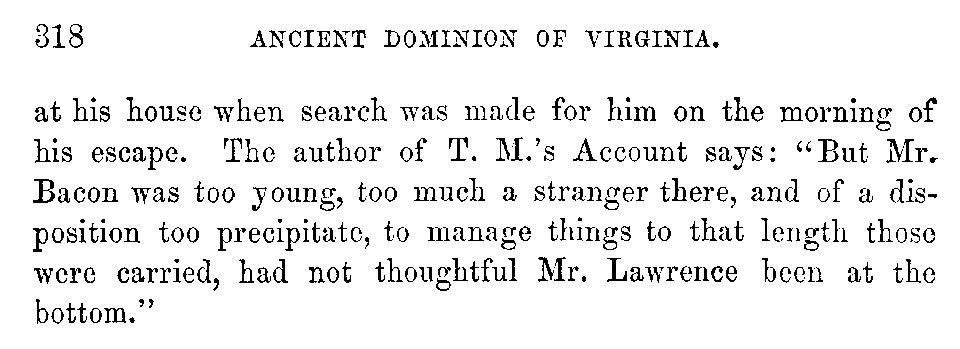 318 ANCIENT DOMINION OF VIRGINIA.
at his house when search was made for him on the morning of
his escape. The author of T. M.'s Account says: "But Mr.
Bacon was too young, too much a stranger there, and of a dis-
position too precipitate, to manage things to that length those
were carried, had not thoughtful Mr. Lawrence been at the
bottom."